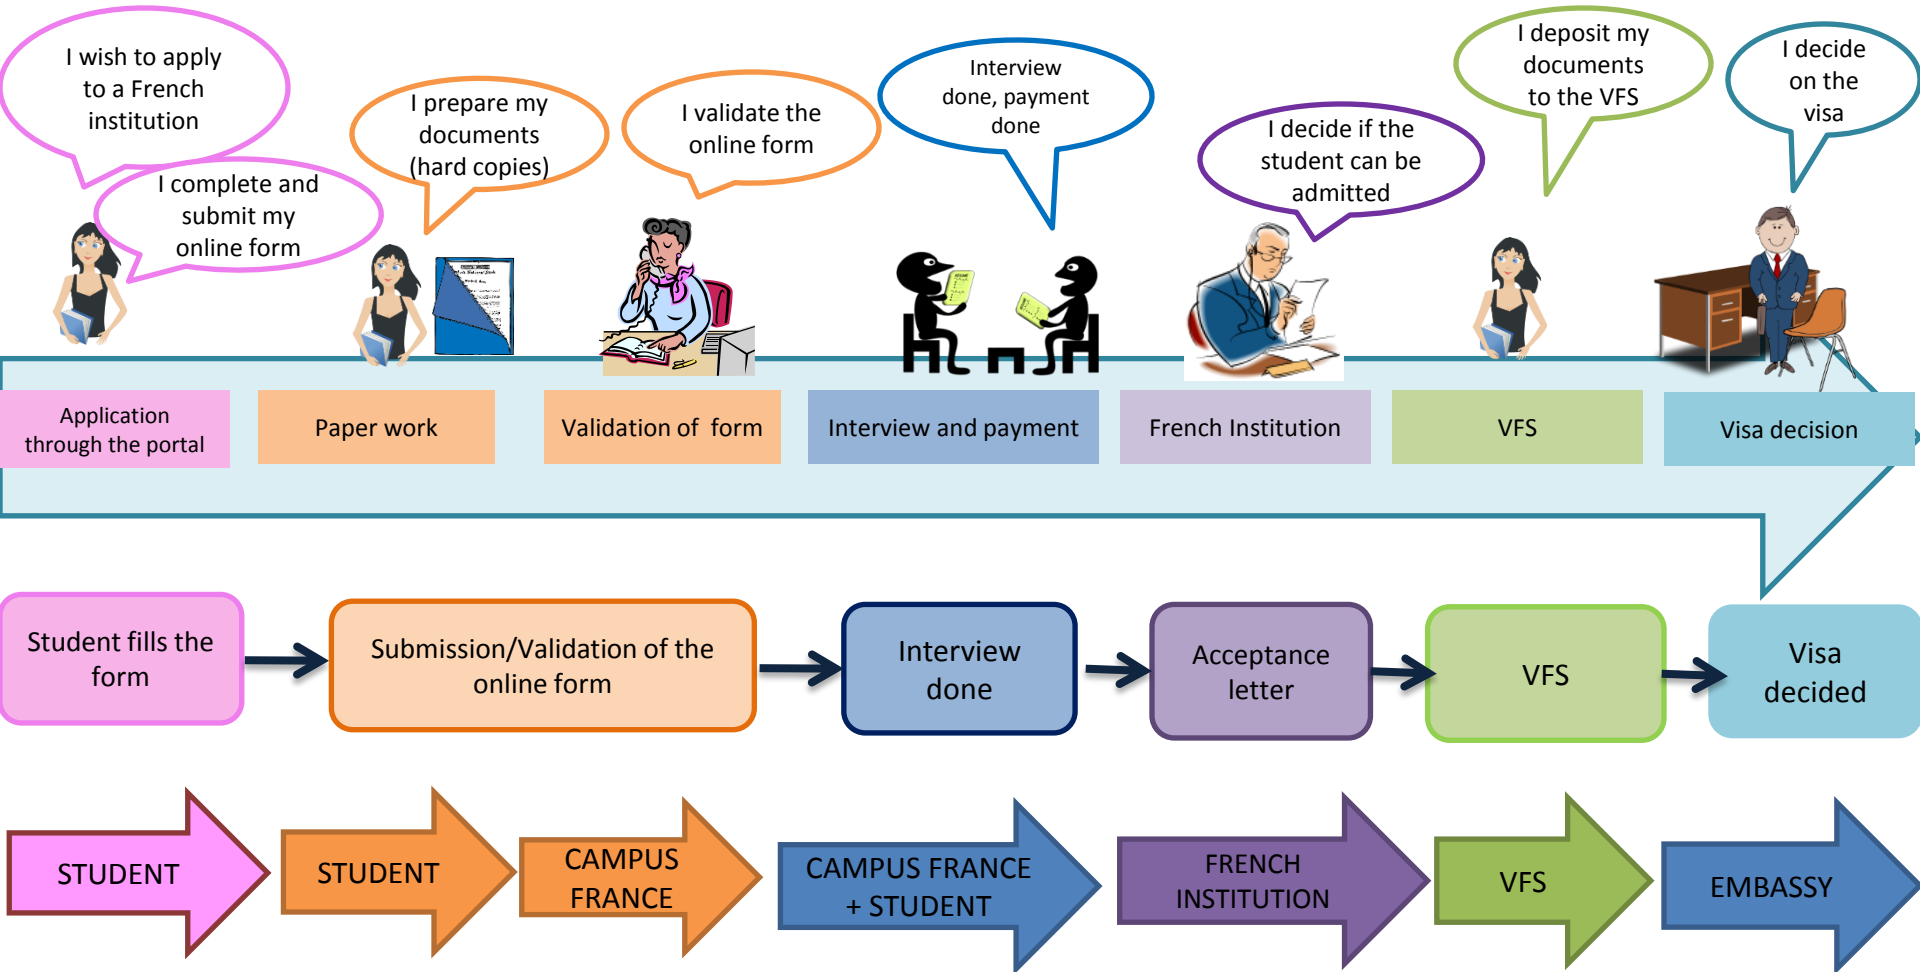 I wish to apply
to a French
institution
I complete and
submit my
online form
I prepare my
documents
(hard copies)
I validate the
online form
Interview
done, payment
done
I decide if the
student can be
admitted
I deposit my
documents
to the VFS
I decide
on the
visa
Application
through the portal
Paper work
Validation of form
Interview and payment
French Institution
VFS
Visa decision
Student fills the
form
Submission/Validation of the
online form
Interview
done
Acceptance
letter
VFS
Visa
decided
STUDENT
STUDENT
CAMPUS
FRANCE
CAMPUS FRANCE
+ STUDENT
FRENCH
INSTITUTION
VFS
EMBASSY